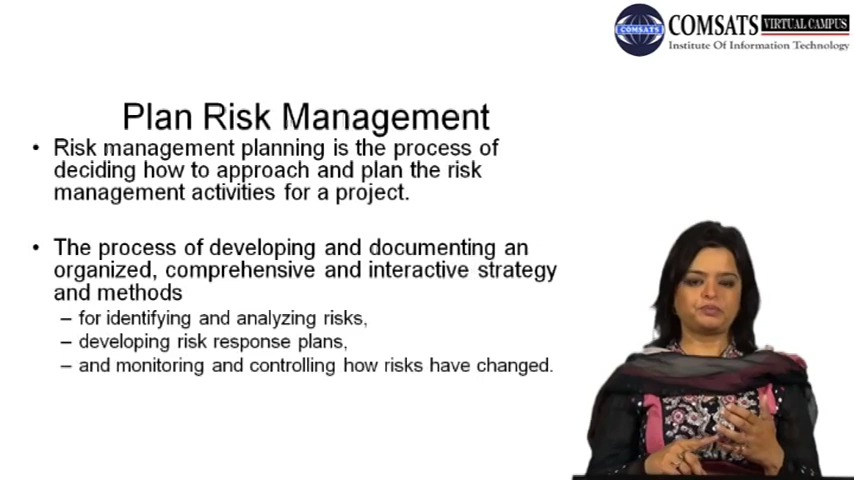 COMSATS VIRTUAL CAMPUS
COMSATS
Institute Of Information Technology
Plan Risk Management
• Risk management planning is the process of
deciding how to approach and plan the risk
management activities for a project.
• The process of developing and documenting an
organized, comprehensive and interactive strategy
and methods
– for identifying and analyzing risks,
– developing risk response plans,
– and monitoring and controlling how risks have changed.